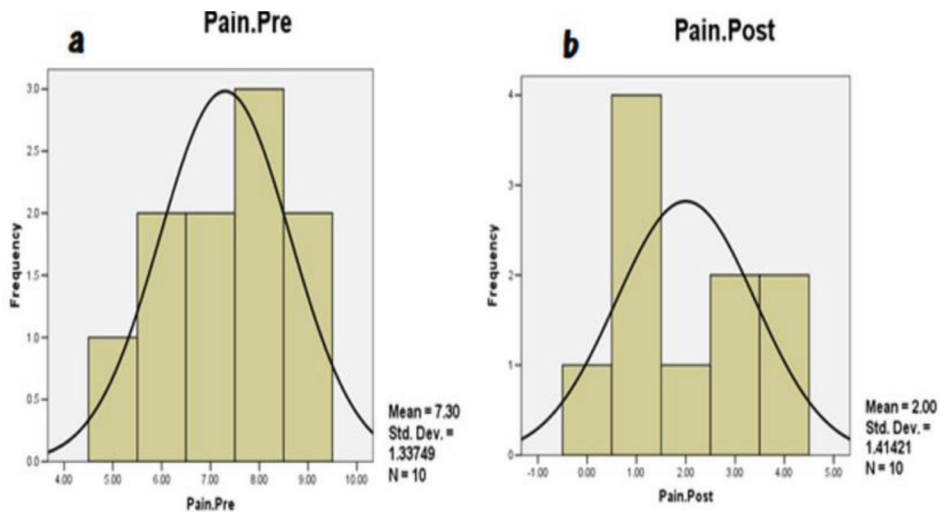 a
Pain.Pre
Frequency
3.0
2.5
2.0
1.5
1.0
0.5
0.0
4.00 5.00 6.00 7.00 8.00 9.00 10.00
Pain.Pre
Mean = 7.30
Std. Dev. =
1.33749
N = 10
b
Pain.Post
Frequency
4
3
2
1
0
-1.00 0.00 1.00 2.00 3.00 4.00 5.00
Pain.Post
Mean = 2.00
Std. Dev. =
1.41421
N = 10